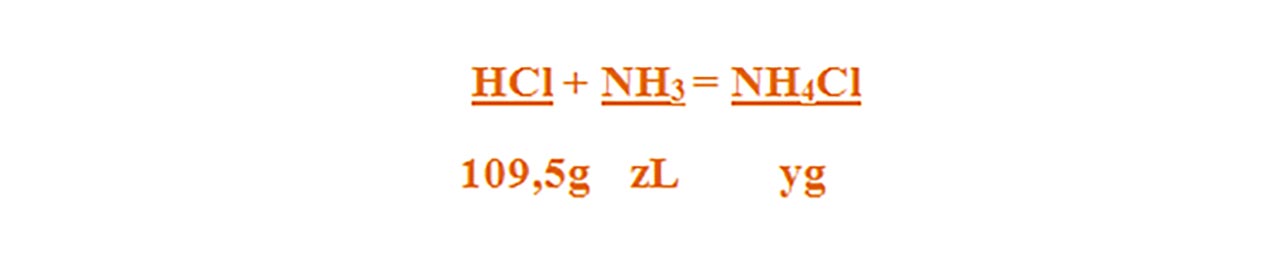 HCl + NH₃ = NH₄Cl
109,5g zL yg